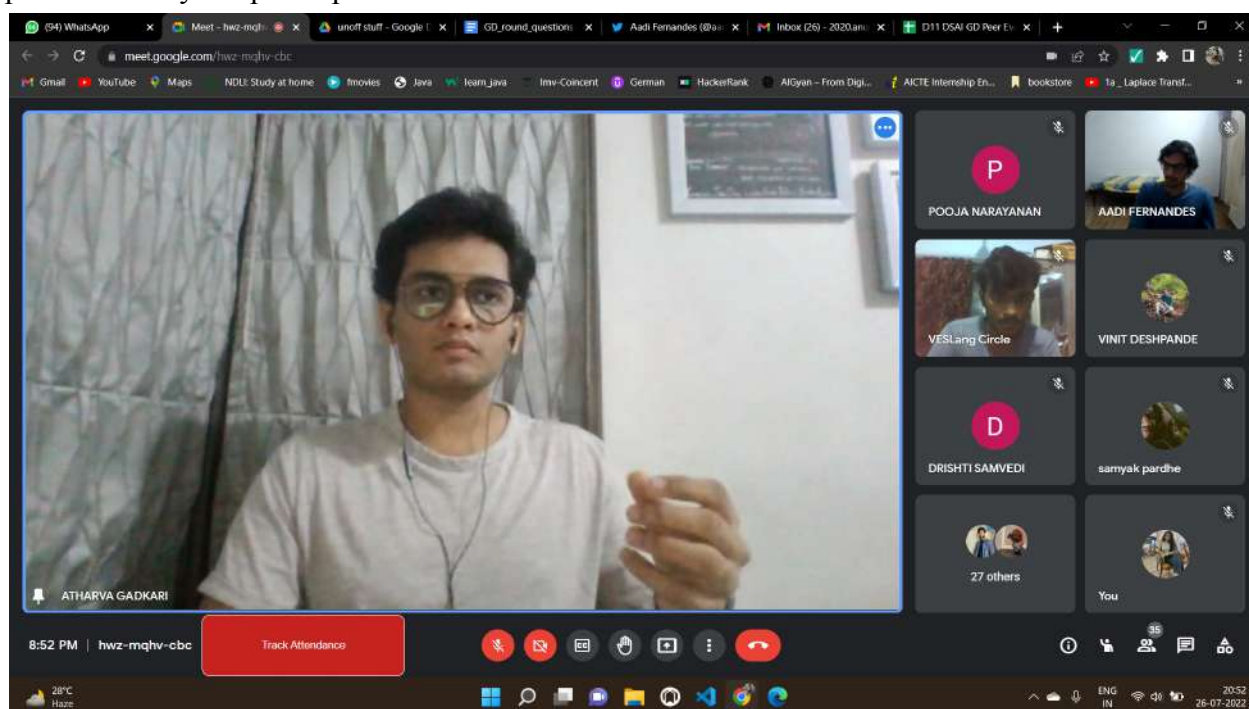 (94) WhatsApp
Meet - hwz-mqh
unoff stuff - Google
GD_round_questions
Aadi Fernandes (@aa
Inbox (26) - 2020.an
D11 DSAI GD Peer Ev
meet.google.com/hwz-mqhv-cbc
Gmail
YouTube
Maps
NDLI: Study at home
fmovies
Java
learn_java
Imv-Coincent
German
HackerRank
AIGyan – From Digi...
AICTE Internship En...
bookstore
1a_ Laplace Transf...
P
POOJA NARAYANAN
AADI FERNANDES
VESLang Circle
VINIT DESHPANDE
D
DRISHTI SAMVEDI
samyak pardhe
27 others
You
ATHARVA GADKARI
8:52 PM | hwz-mqhv-cbc
Track Attendance
CC
35
28°C
Haze
ENG
IN
20:52
26-07-2022